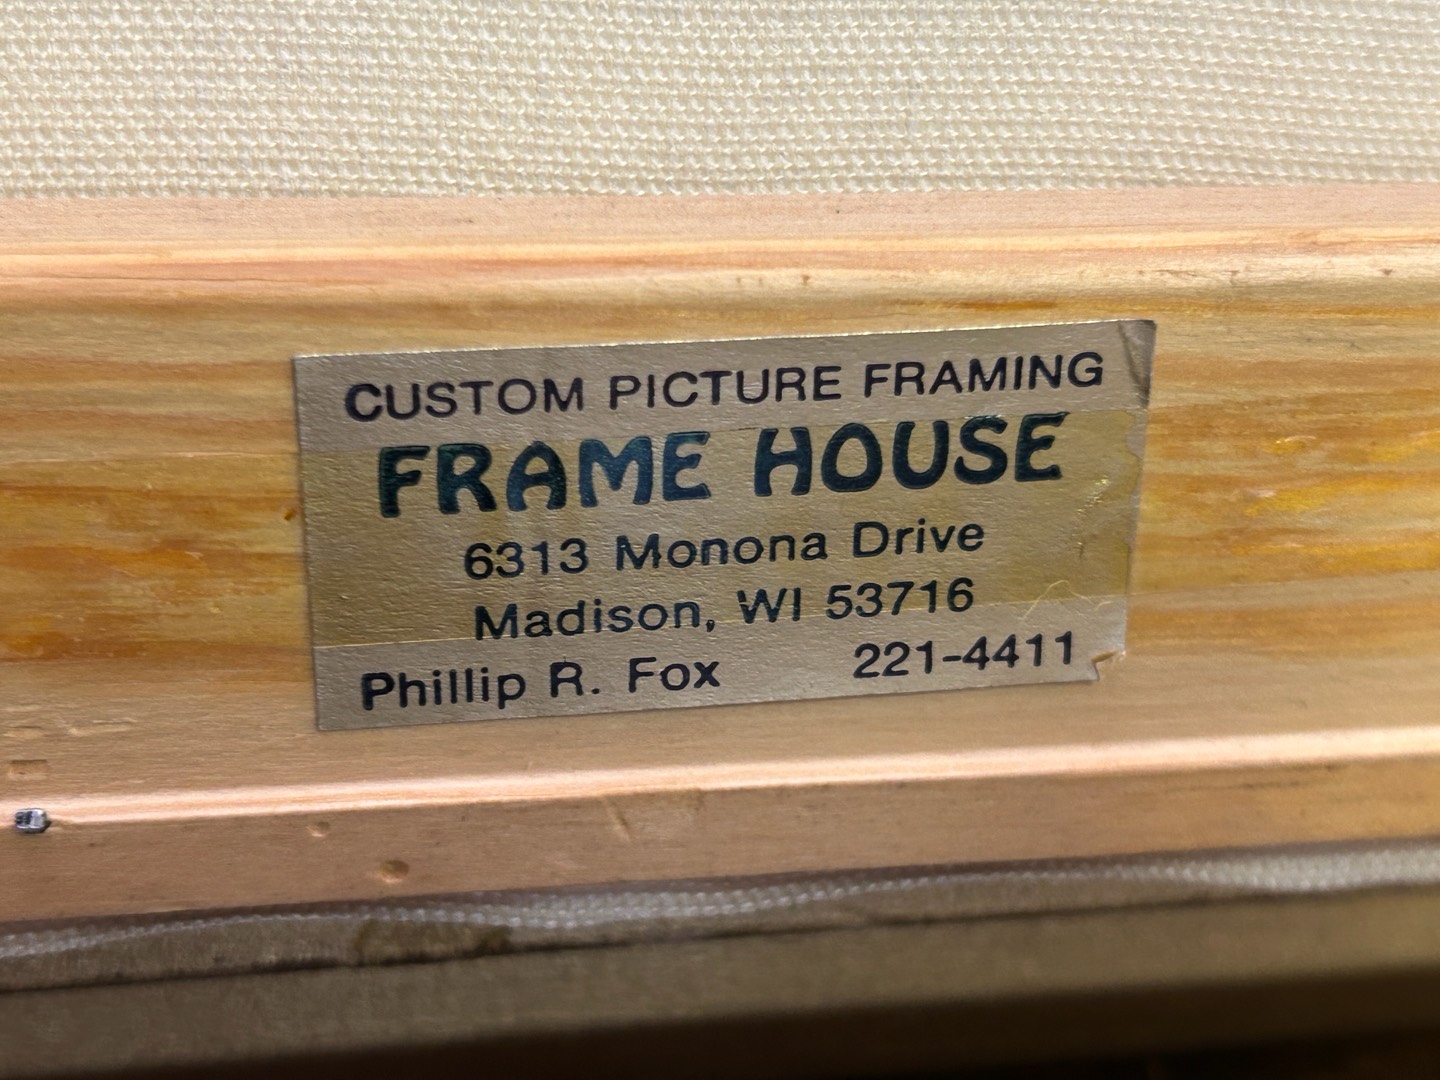 CUSTOM PICTURE FRAMING
FRAME HOUSE
6313 Monona Drive
Madison, WI 53716
Phillip R. Fox 221-4411